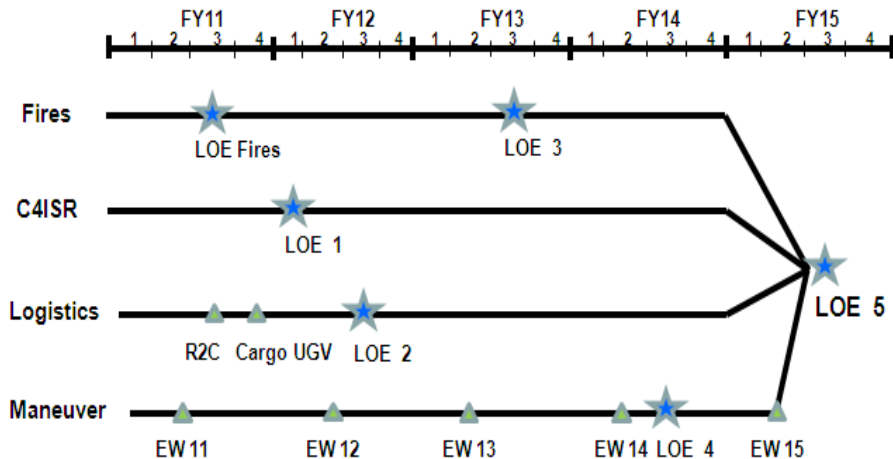 FY11 FY12 FY13 FY14 FY15
1 2 3 4 1 2 3 4 1 2 3 4 1 2 3 4 1 2 3 4
Fires
LOE Fires LOE 3
C4ISR
LOE 1
Logistics
LOE 5
R2C Cargo UGV LOE 2
Maneuver
EW 11 EW 12 EW 13 EW 14 LOE 4 EW 15